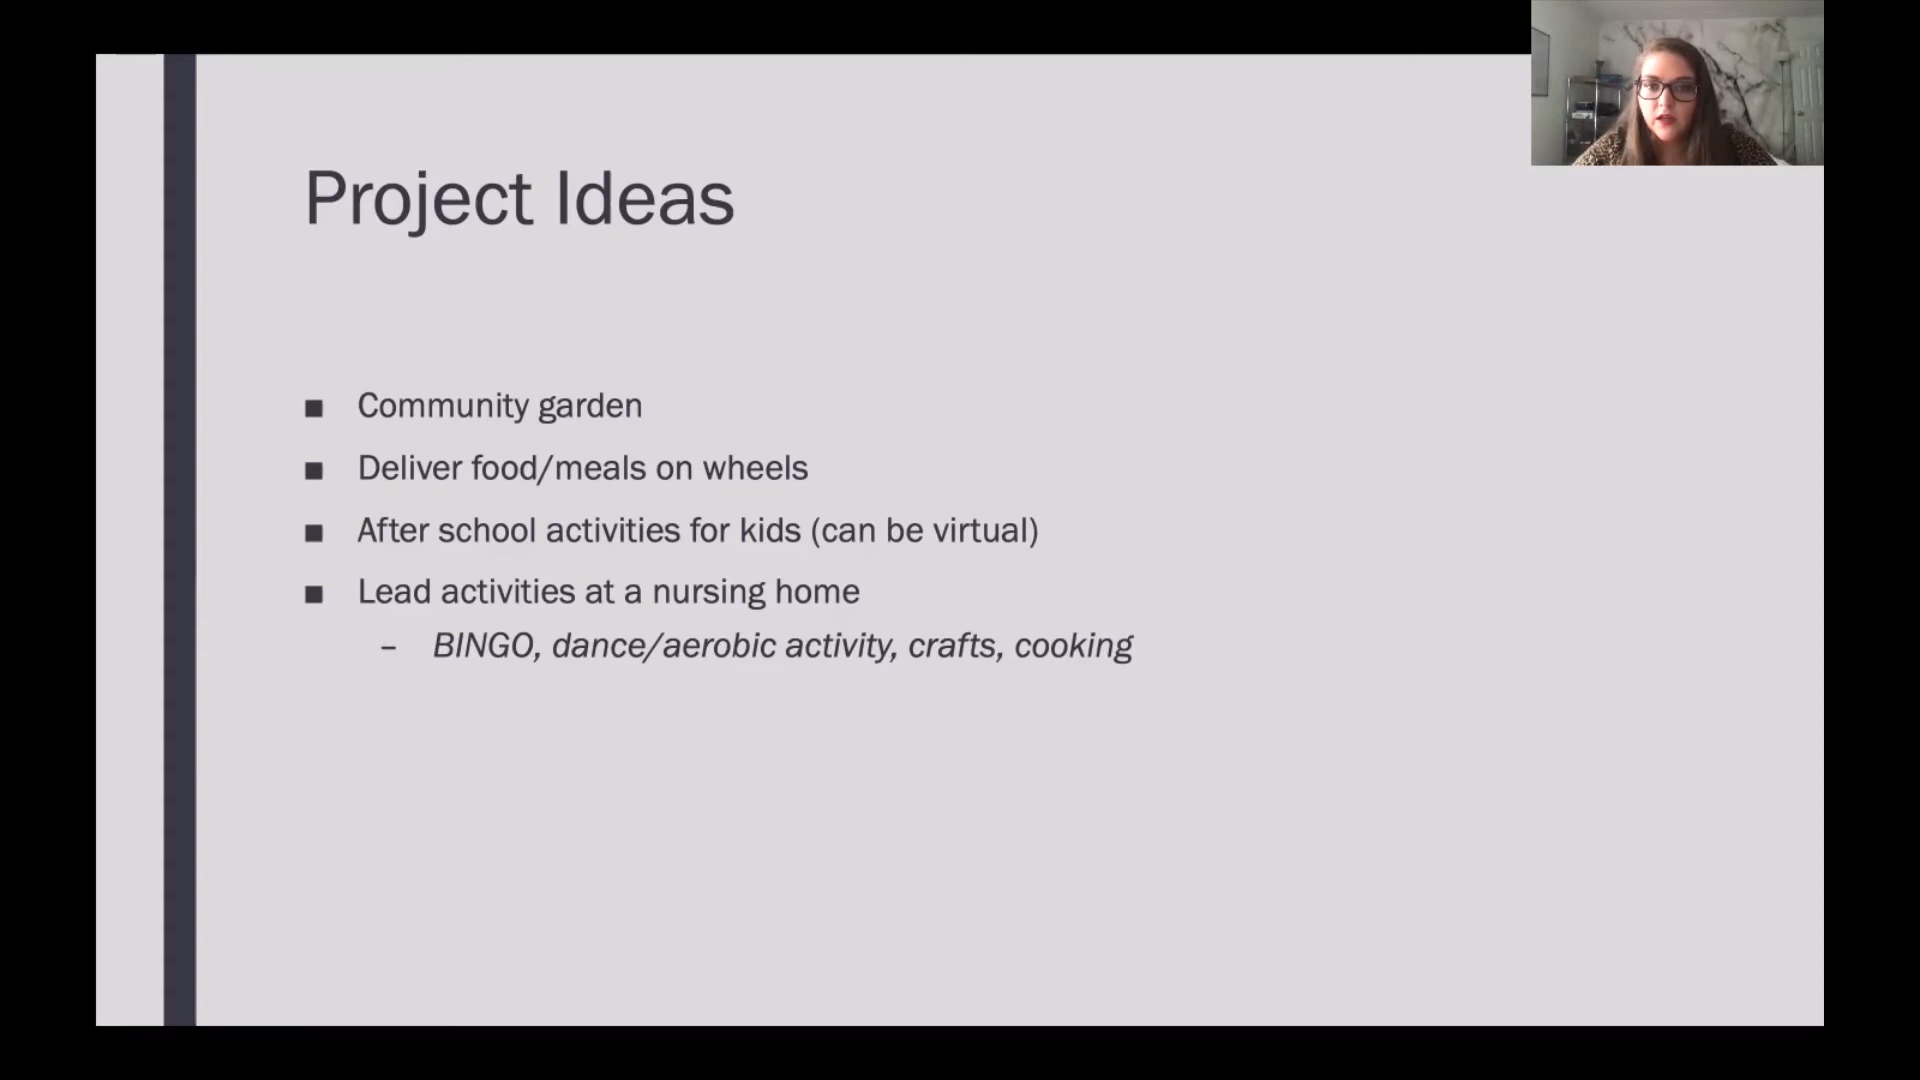 Project Ideas
■ Community garden
■ Deliver food/meals on wheels
■ After school activities for kids (can be virtual)
■ Lead activities at a nursing home
– BINGO, dance/aerobic activity, crafts, cooking